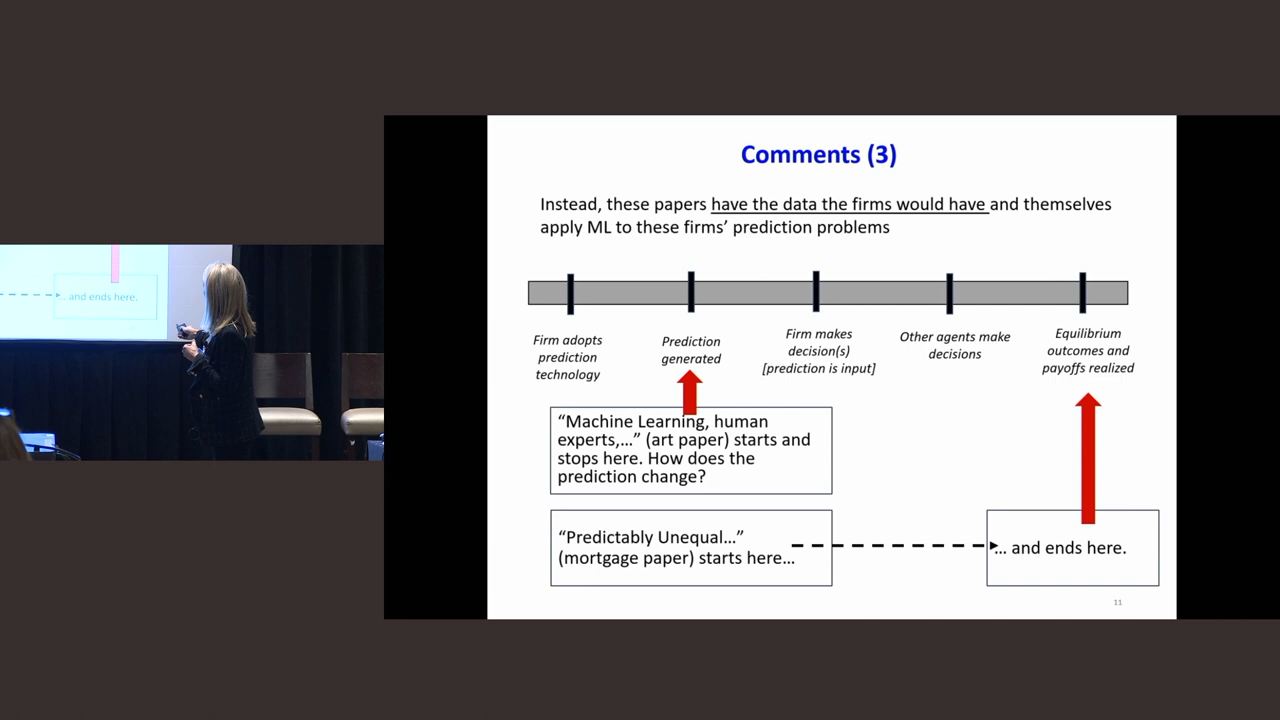 Comments (3)
Instead, these papers have the data the firms would have and themselves
apply ML to these firms’ prediction problems
Firm adopts
prediction
technology
Prediction
generated
Firm makes
decision(s)
[prediction is input]
Other agents make
decisions
Equilibrium
outcomes and
payoffs realized
“Machine Learning, human
experts,…” (art paper) starts and
stops here. How does the
prediction change?
“Predictably Unequal…”
(mortgage paper) starts here…
… and ends here.
11
… and ends here.